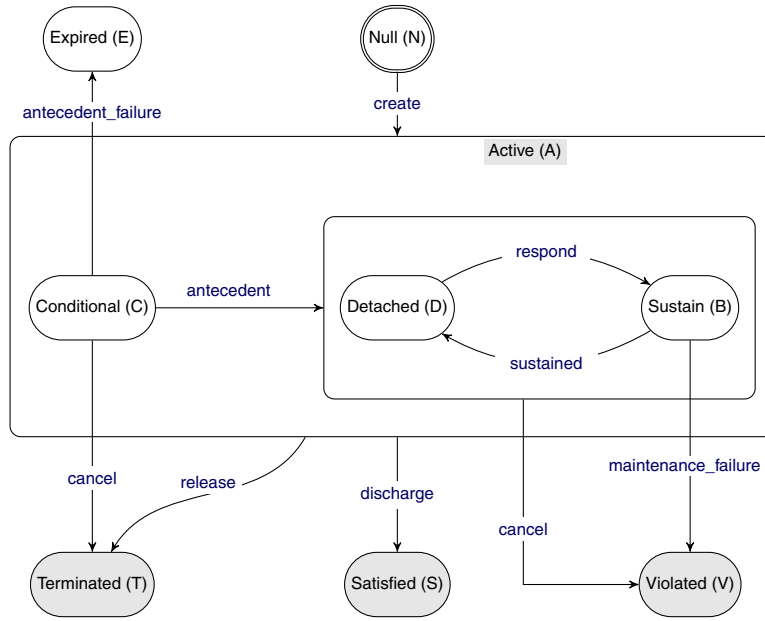 Expired (E)
Null (N)
antecedent_failure
create
Active (A)
respond
antecedent
Conditional (C)
Detached (D)
Sustain (B)
sustained
maintenance_failure
cancel
release
discharge
cancel
Terminated (T)
Satisfied (S)
Violated (V)